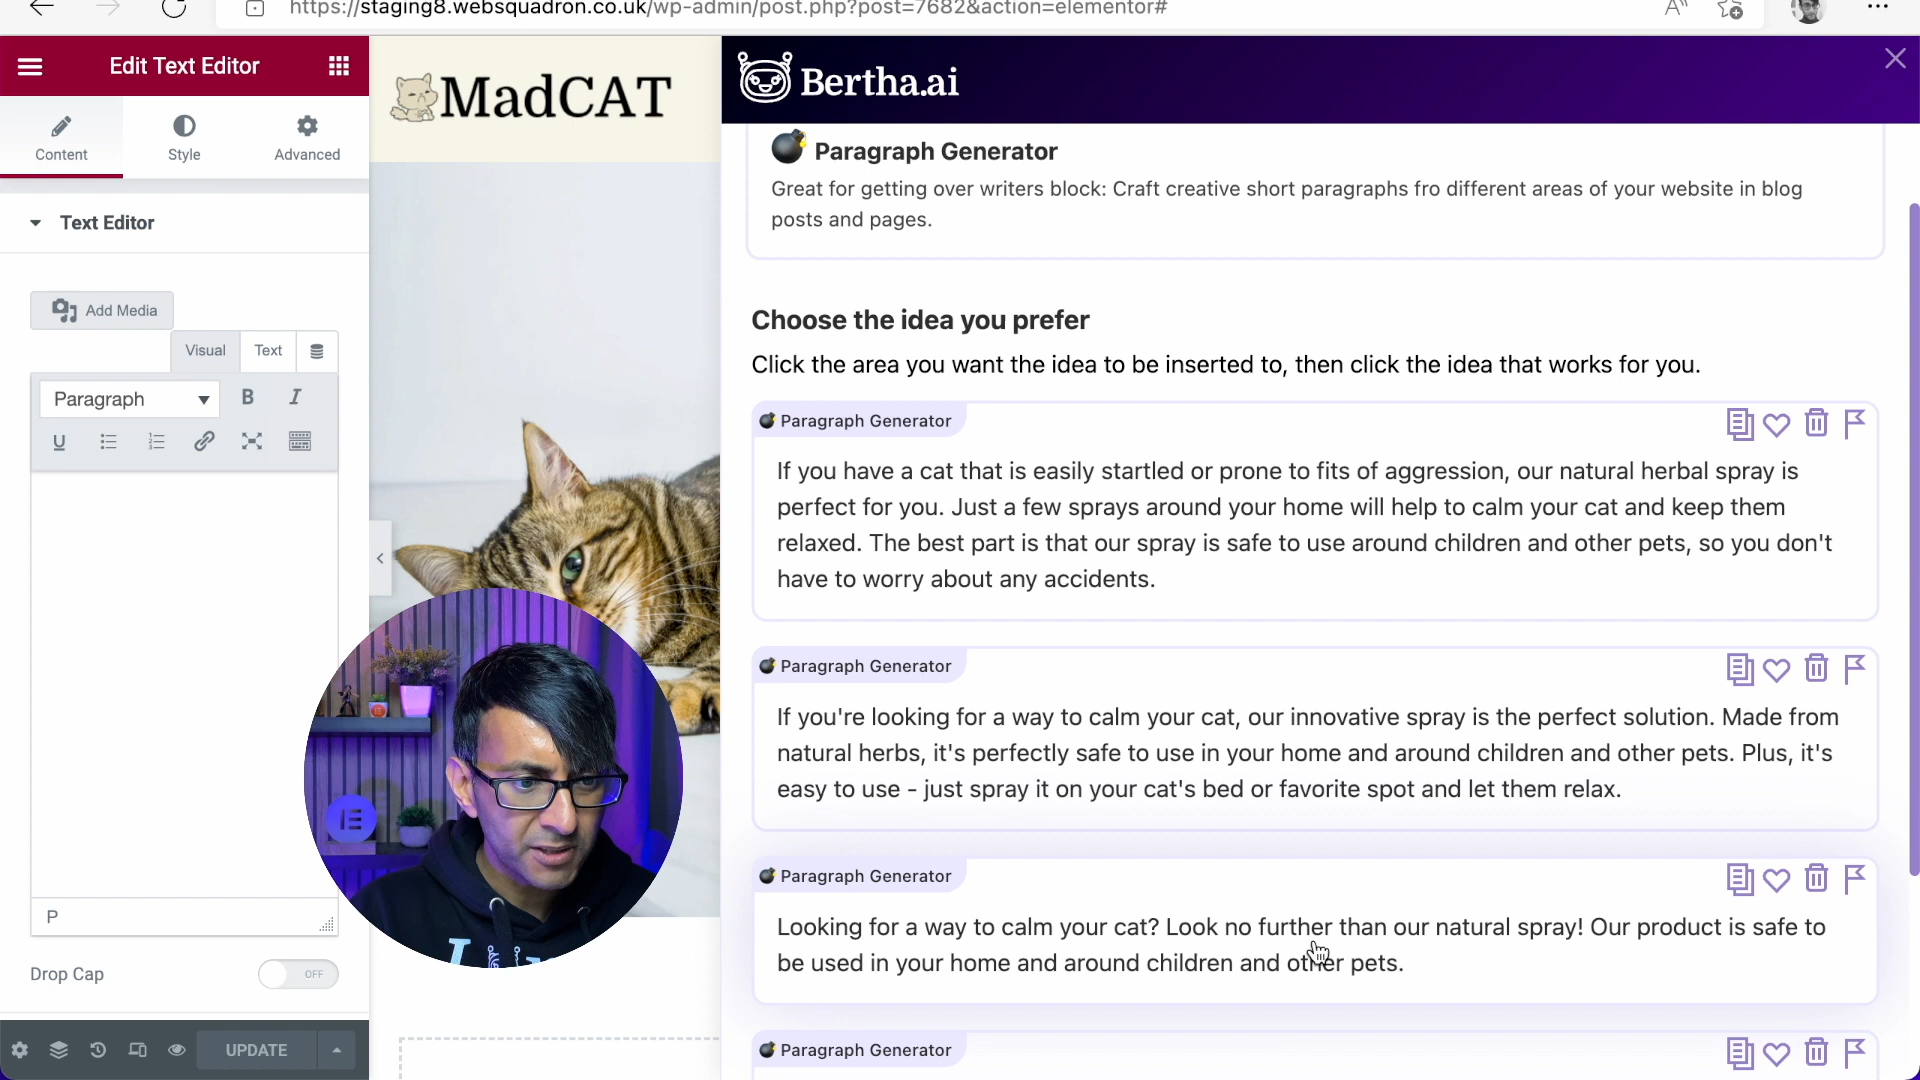 https://staging8.websquadron.co.uk/wp-admin/post.php?post=7682&action=elementor#
Edit Text Editor
Content
Style
Advanced
Text Editor
Add Media
Visual
Text
Paragraph
B
I
U
P
Drop Cap
OFF
UPDATE
MadCAT
Bertha.ai
Paragraph Generator
Great for getting over writers block: Craft creative short paragraphs fro different areas of your website in blog
posts and pages.
Choose the idea you prefer
Click the area you want the idea to be inserted to, then click the idea that works for you.
Paragraph Generator
If you have a cat that is easily startled or prone to fits of aggression, our natural herbal spray is
perfect for you. Just a few sprays around your home will help to calm your cat and keep them
relaxed. The best part is that our spray is safe to use around children and other pets, so you don't
have to worry about any accidents.
Paragraph Generator
If you're looking for a way to calm your cat, our innovative spray is the perfect solution. Made from
natural herbs, it's perfectly safe to use in your home and around children and other pets. Plus, it's
easy to use - just spray it on your cat's bed or favorite spot and let them relax.
Paragraph Generator
Looking for a way to calm your cat? Look no further than our natural spray! Our product is safe to
be used in your home and around children and other pets.
Paragraph Generator